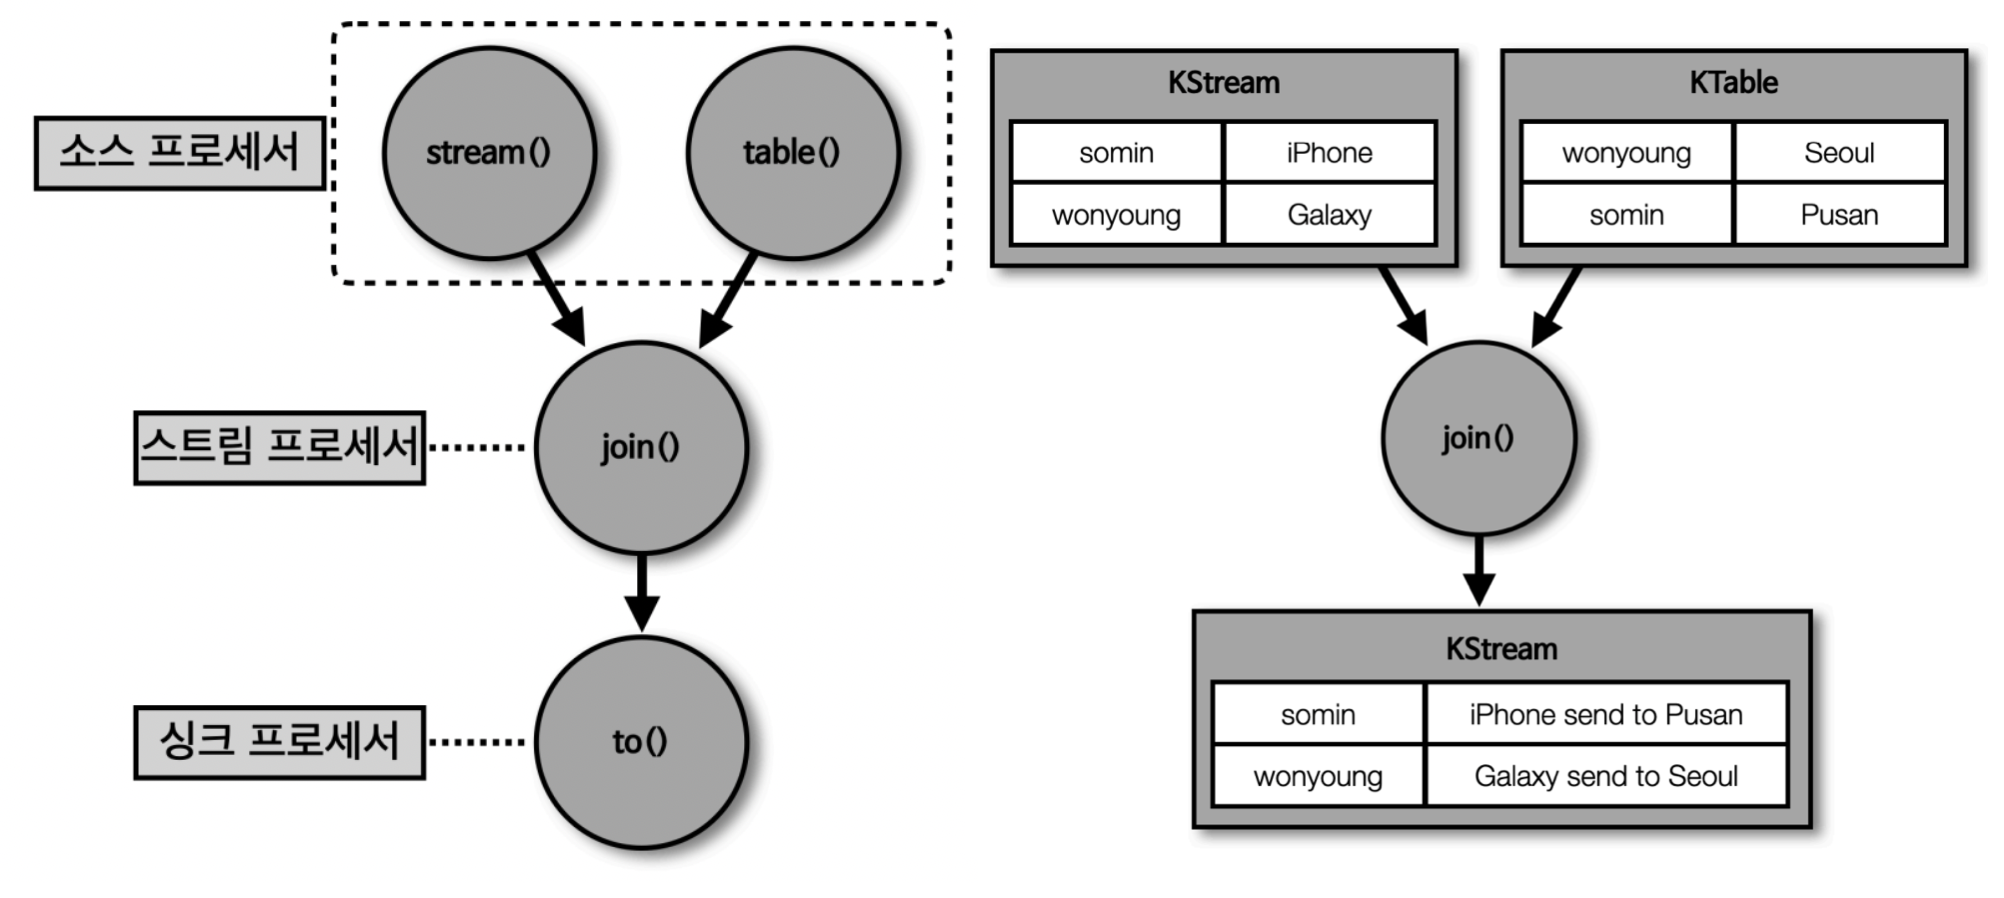 소스 프로세서
stream()
table()
스트림 프로세서
join()
싱크 프로세서
to()
KStream
somin iPhone
wonyoung Galaxy
KTable
wonyoung Seoul
somin Pusan
join()
KStream
somin iPhone send to Pusan
wonyoung Galaxy send to Seoul